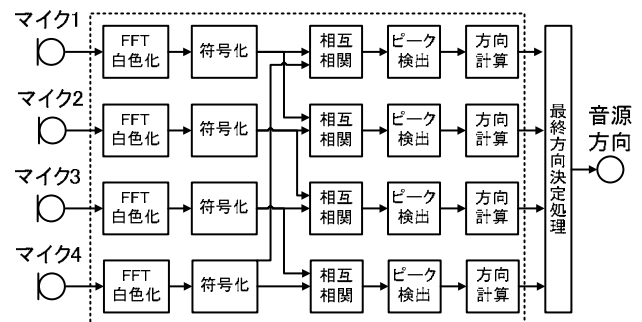 マイク1
FFT
白色化
符号化
相互
相関
ピーク
検出
方向
計算
マイク2
FFT
白色化
符号化
相互
相関
ピーク
検出
方向
計算
マイク3
FFT
白色化
符号化
相互
相関
ピーク
検出
方向
計算
マイク4
FFT
白色化
符号化
相互
相関
ピーク
検出
方向
計算
最終方向決定処理
音源
方向